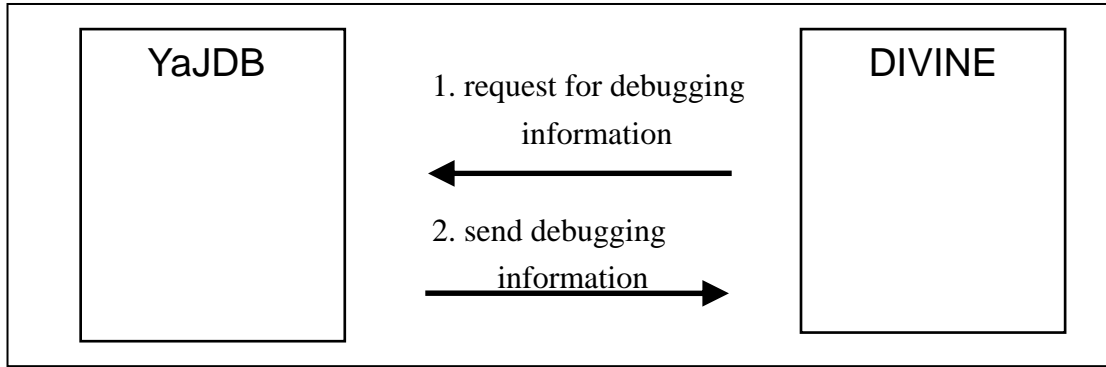 YaJDB
DIVINE
1. request for debugging
information
2. send debugging
information